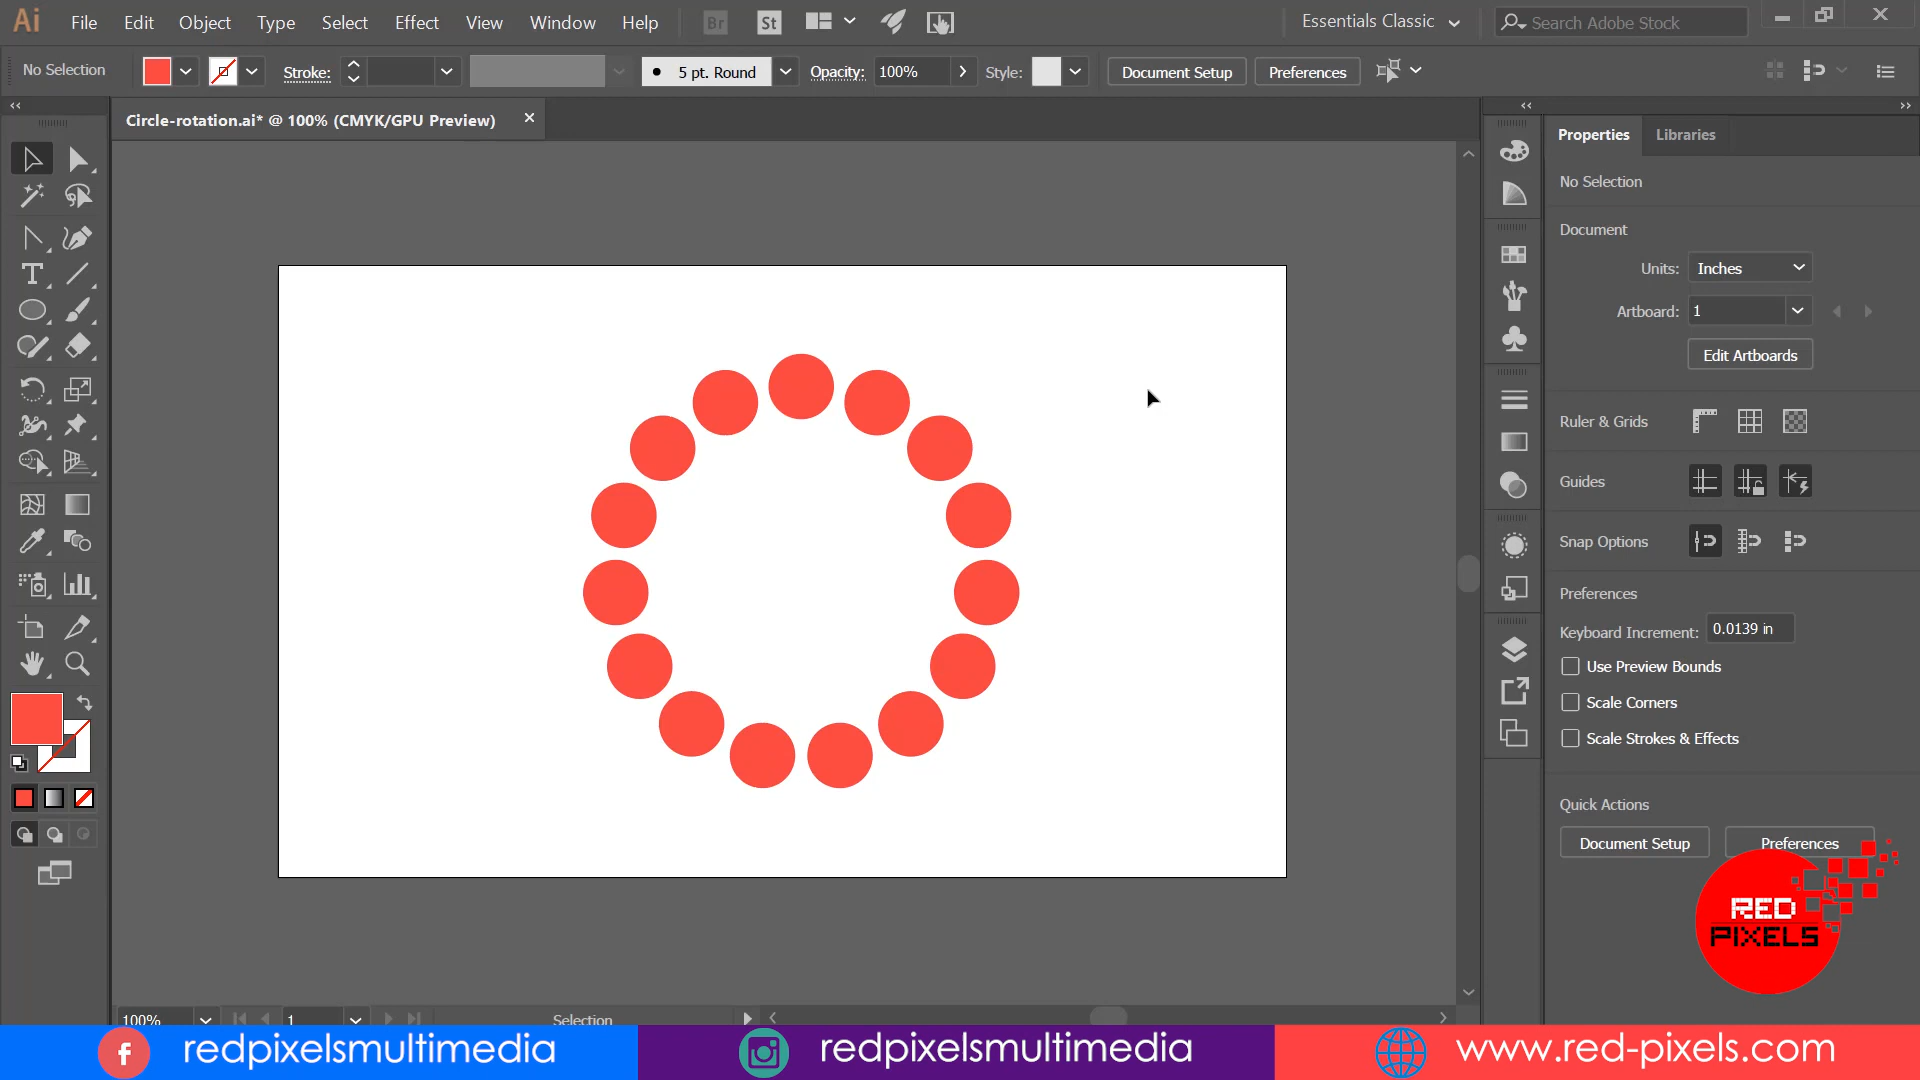 Ai File Edit Object Type Select Effect View Window Help Br St Essentials Classic Search Adobe Stock
No Selection Stroke: 5 pt. Round Opacity: 100% Style: Document Setup Preferences
Circle-rotation.ai* @ 100% (CMYK/GPU Preview)
Properties Libraries
No Selection
Document
Units: Inches
Artboard: 1
Edit Artboards
Ruler & Grids
Guides
Snap Options
Preferences
Keyboard Increment: 0.0139 in
Use Preview Bounds
Scale Corners
Scale Strokes & Effects
Quick Actions
Document Setup Preferences
RED
PIXELS
100% 1 Selection
redpixelsmultimedia redpixelsmultimedia www.red-pixels.com